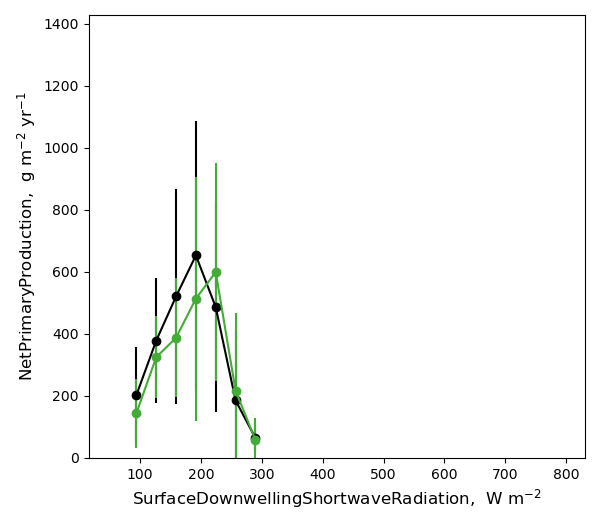 1400
1200
1000
800
600
400
200
0
NetPrimaryProduction, g m⁻² yr⁻¹
100 200 300 400 500 600 700 800
SurfaceDownwellingShortwaveRadiation, W m⁻²